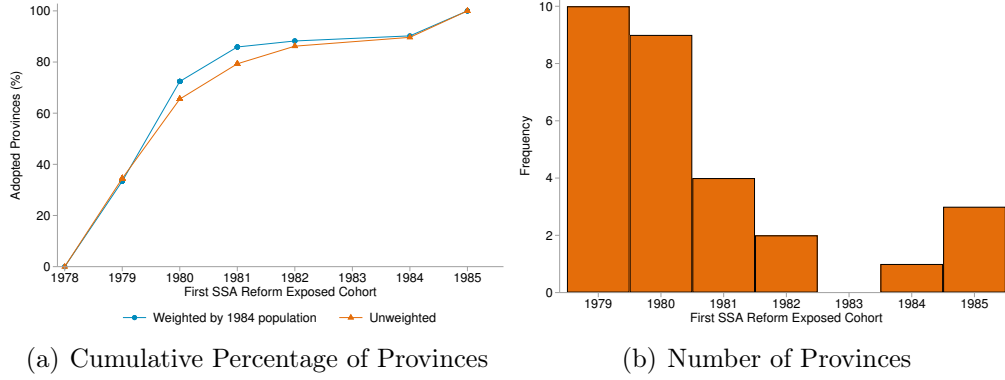 100
80
60
40
20
0
Adopted Provinces (%)
1978 1979 1980 1981 1982 1983 1984 1985
First SSA Reform Exposed Cohort
Weighted by 1984 population Unweighted
(a) Cumulative Percentage of Provinces
10
8
6
4
2
0
Frequency
1979 1980 1981 1982 1983 1984 1985
First SSA Reform Exposed Cohort
(b) Number of Provinces